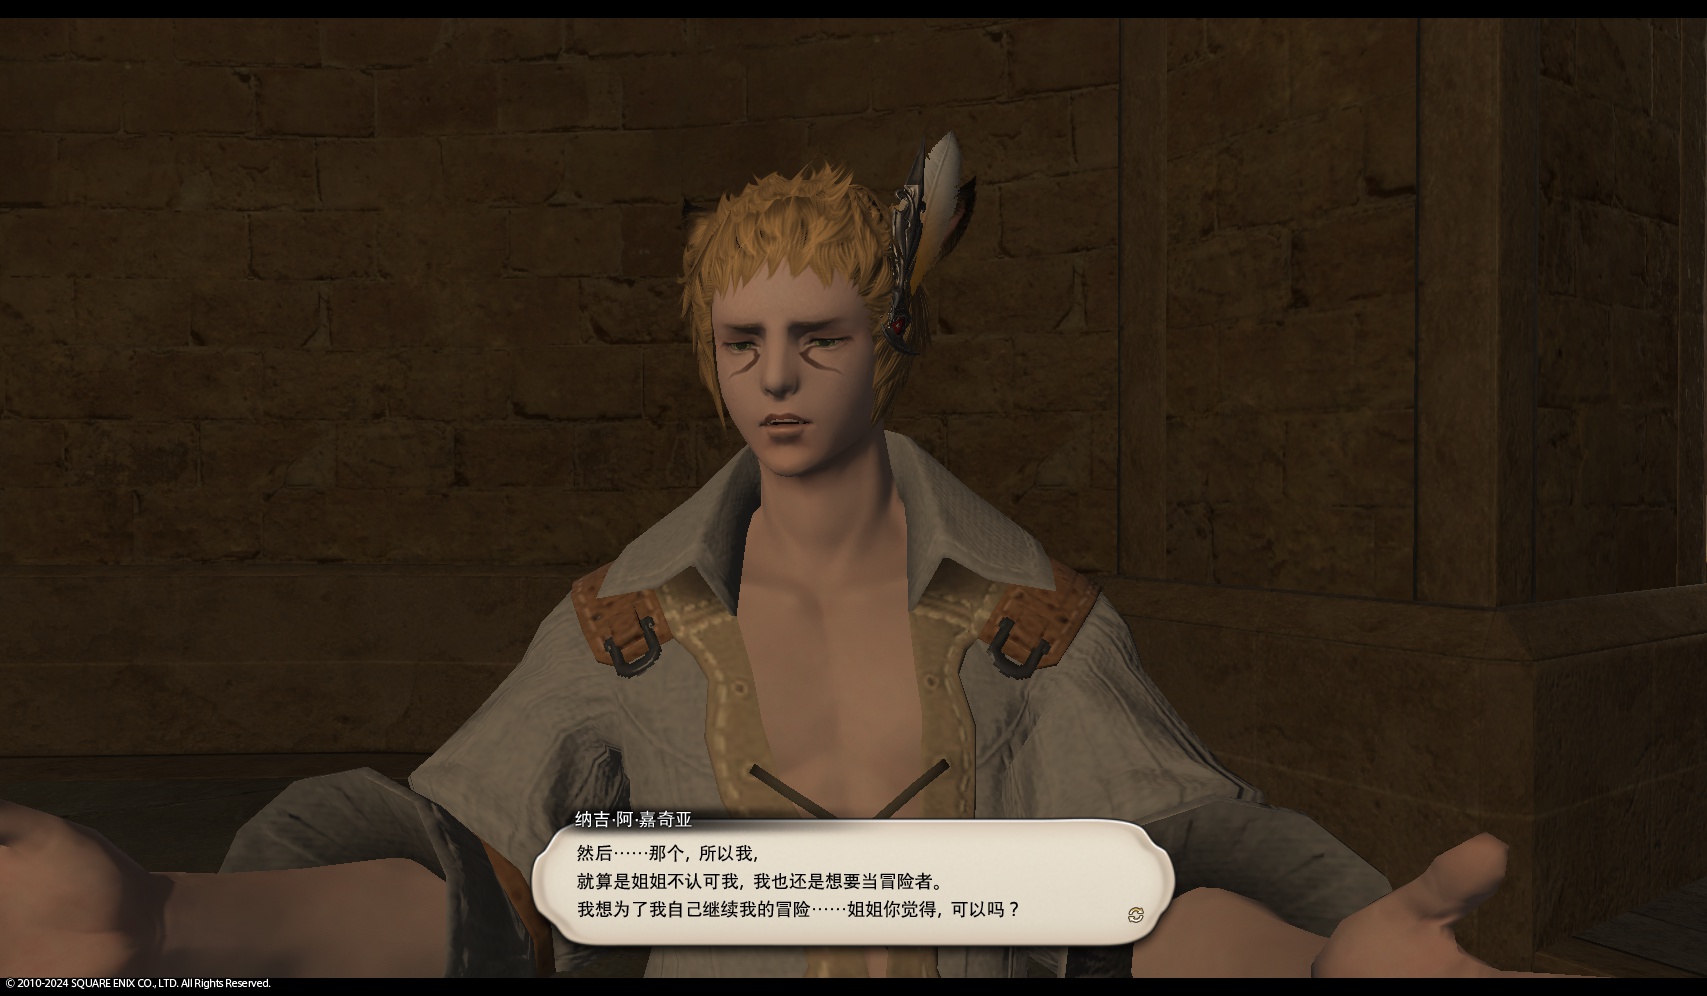 纳吉·阿·嘉奇亚
然后……那个，所以我，
就算是姐姐不认可我，我也还是想要当冒险者。
我想为了我自己继续我的冒险……姐姐你觉得，可以吗？
© 2010-2024 SQUARE ENIX CO., LTD. All Rights Reserved.